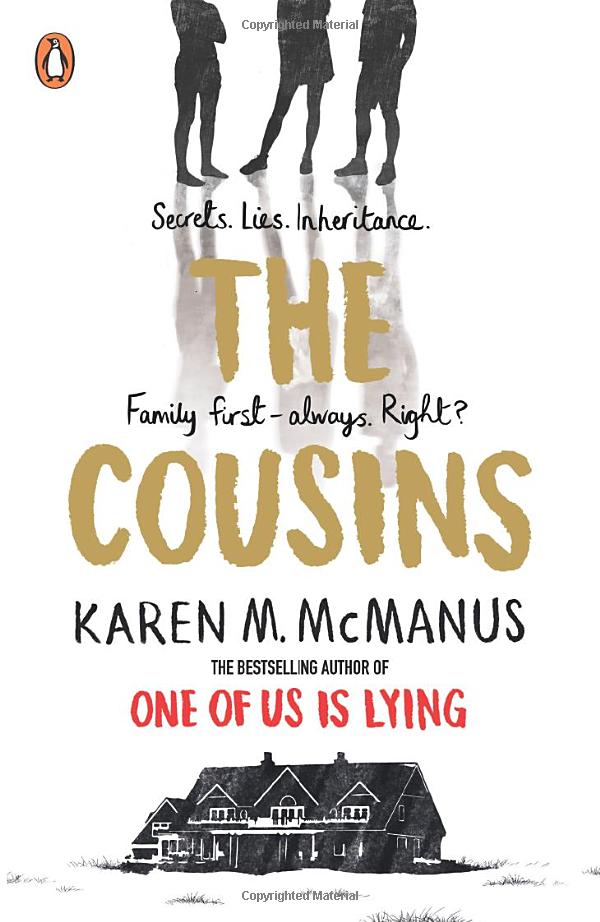 Copyrighted Material
Secrets. Lies. Inheritance.
THE
Family first – always. Right?
COUSINS
KAREN M. McMANUS
THE BESTSELLING AUTHOR OF
ONE OF US IS LYING
Copyrighted Material